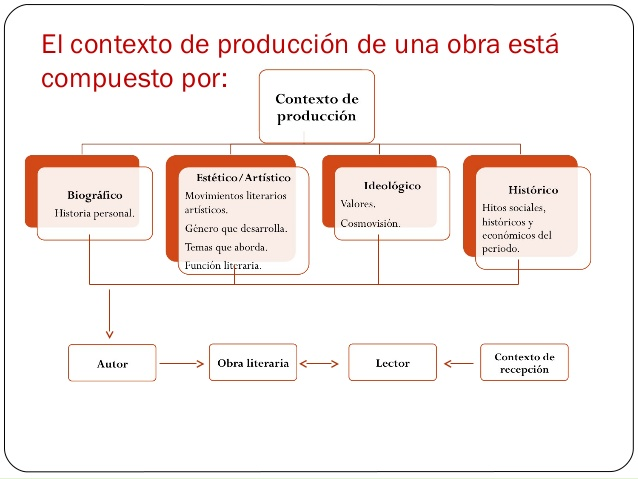 El contexto de producción de una obra está
compuesto por:
Contexto de
producción
Biográfico
Historia personal.
Estético/Artístico
Movimientos literarios
artísticos.
Género que desarrolla.
Temas que aborda.
Función literaria.
Ideológico
Valores.
Cosmovisión.
Histórico
Hitos sociales,
históricos y
económicos del
periodo.
Autor
Obra literaria
Lector
Contexto de
recepción